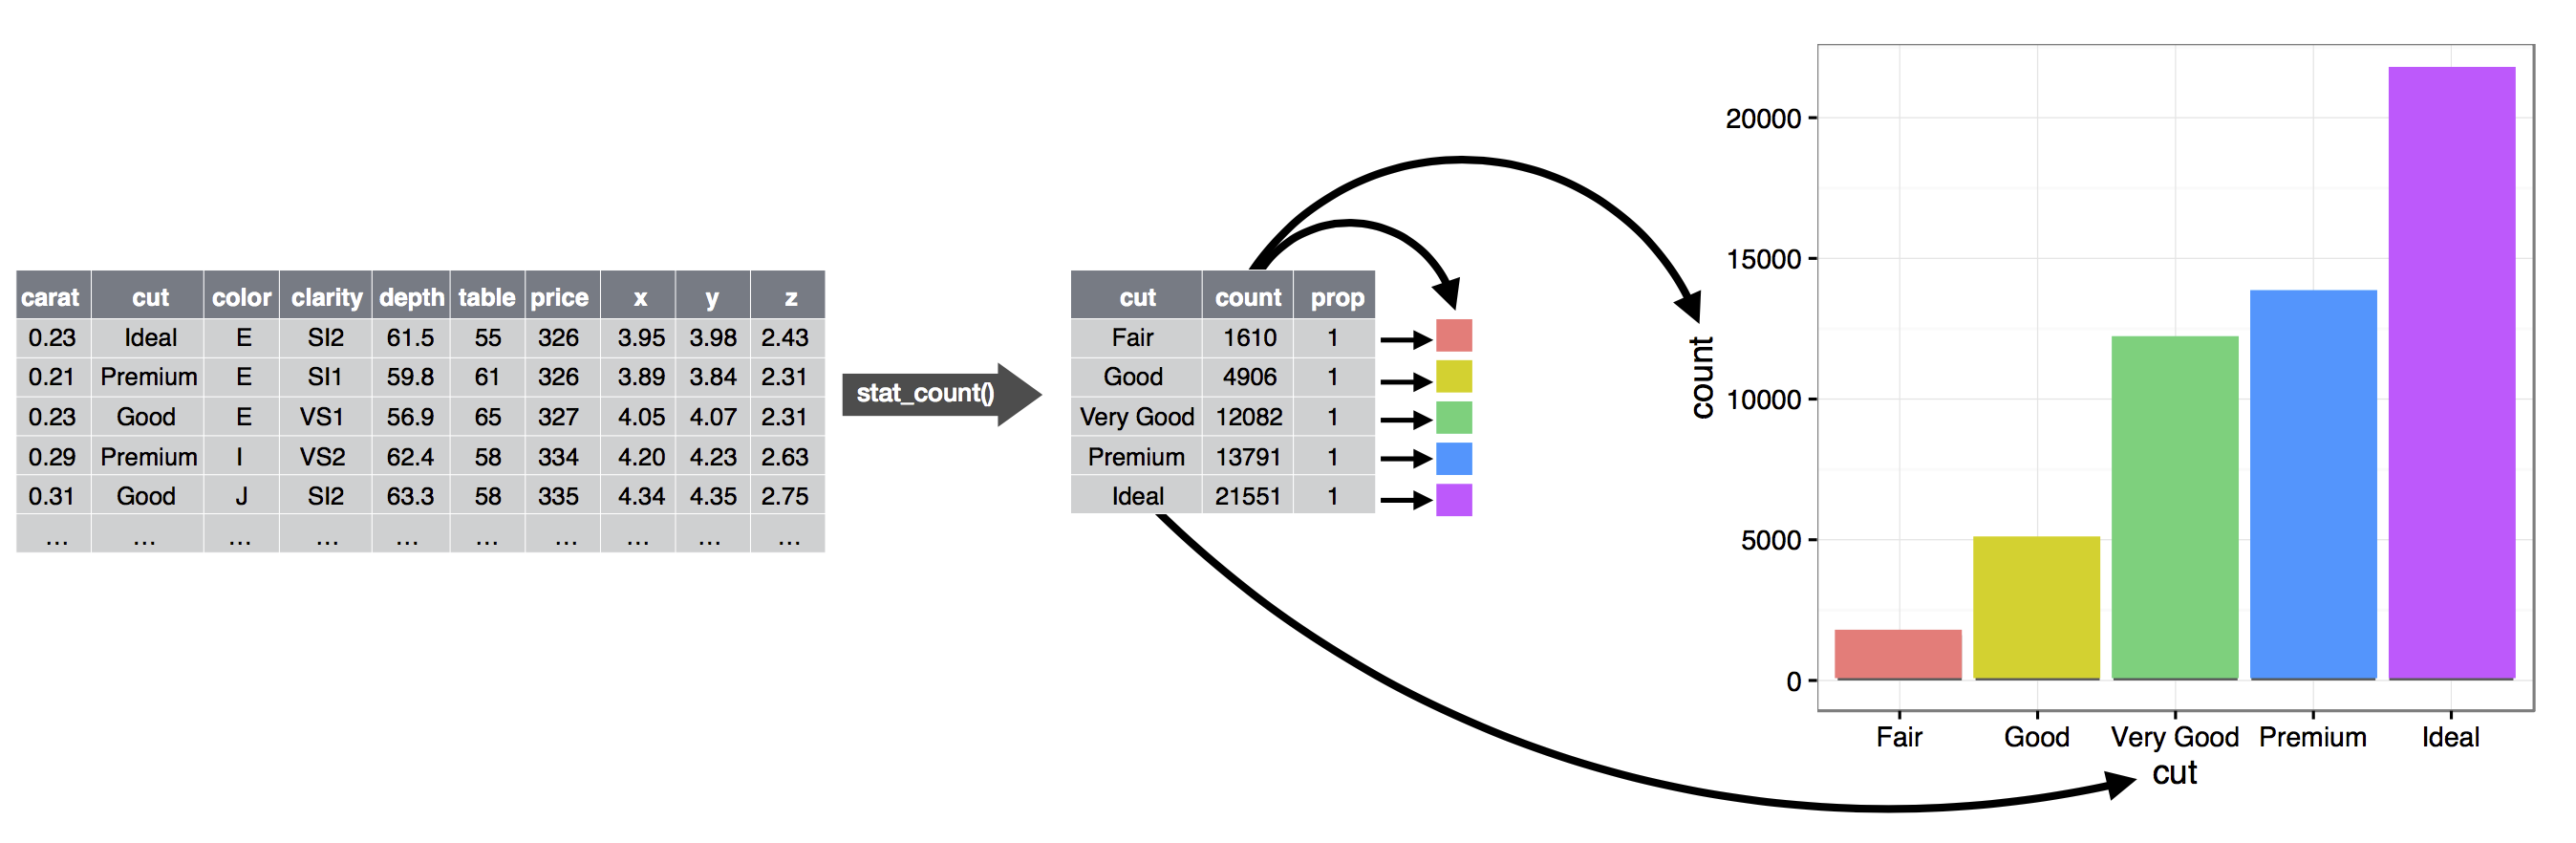 carat cut color clarity depth table price x y z
0.23 Ideal E SI2 61.5 55 326 3.95 3.98 2.43
0.21 Premium E SI1 59.8 61 326 3.89 3.84 2.31
0.23 Good E VS1 56.9 65 327 4.05 4.07 2.31
0.29 Premium I VS2 62.4 58 334 4.20 4.23 2.63
0.31 Good J SI2 63.3 58 335 4.34 4.35 2.75
... ... ... ... ... ... ... ... ... ...
stat_count()
cut count prop
Fair 1610 1
Good 4906 1
Very Good 12082 1
Premium 13791 1
Ideal 21551 1
count
20000
15000
10000
5000
0
Fair Good Very Good Premium Ideal
cut